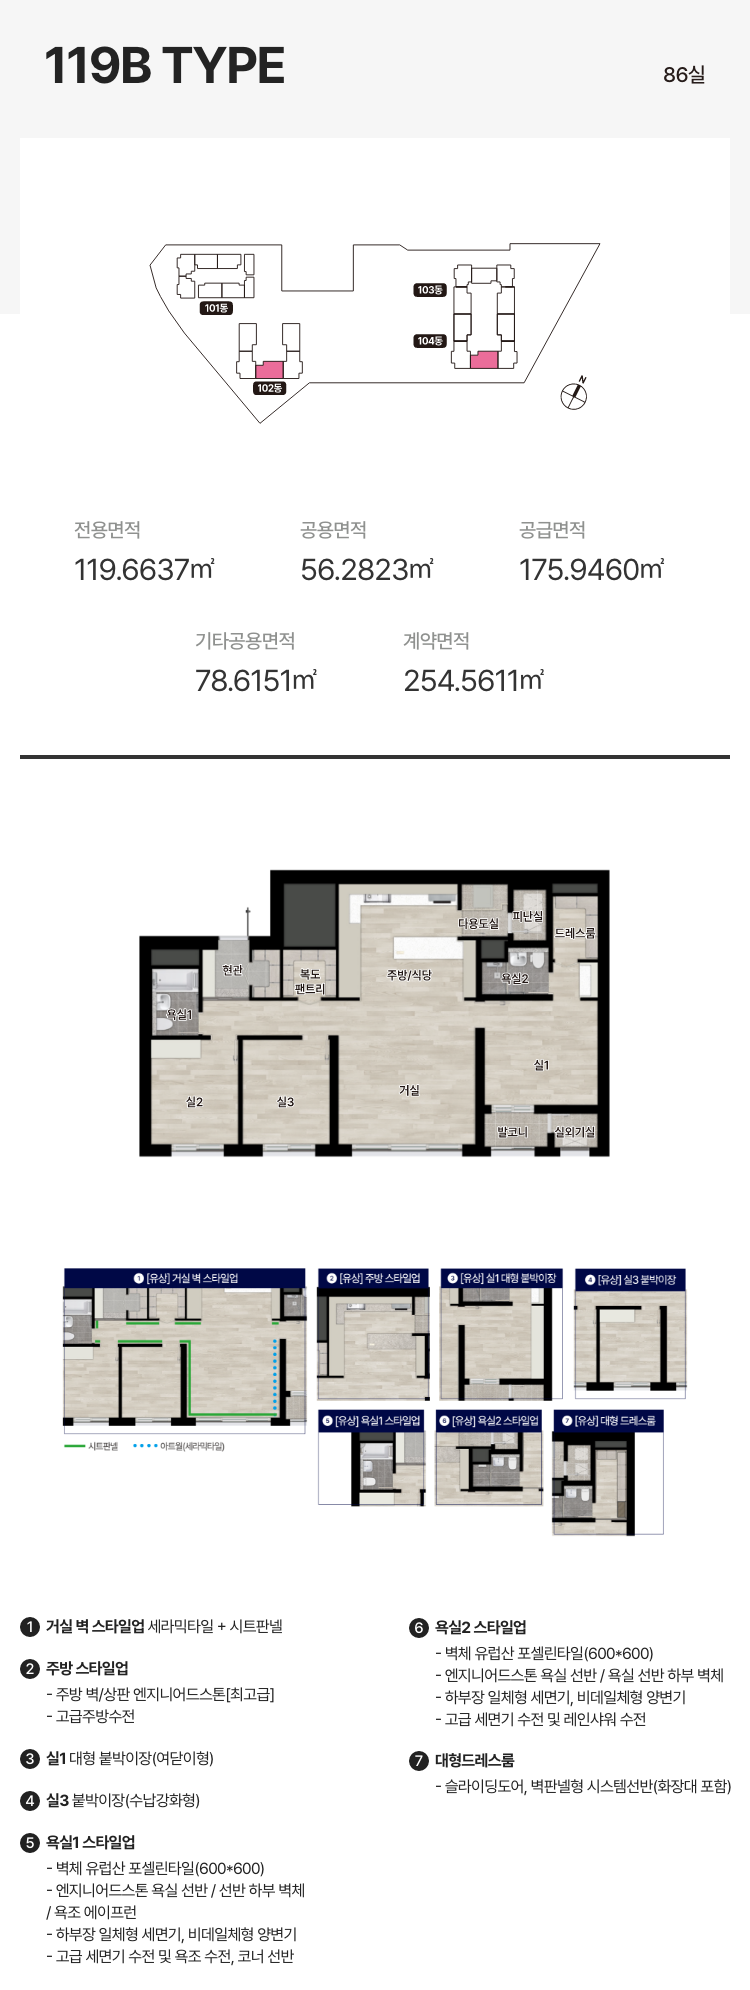 119B TYPE
86실
101동
102동
103동
104동
N
전용면적
119.6637㎡
공용면적
56.2823㎡
공급면적
175.9460㎡
기타공용면적
78.6151㎡
계약면적
254.5611㎡
다용도실
피난실
드레스룸
현관
복도
팬트리
주방/식당
욕실2
욕실1
실1
실2
실3
거실
발코니
실외기실
1 [유상] 거실 벽 스타일업
2 [유상] 주방 스타일업
3 [유상] 실1 대형 붙박이장
4 [유상] 실3 붙박이장
5 [유상] 욕실1 스타일업
6 [유상] 욕실2 스타일업
7 [유상] 대형 드레스룸
시트판넬
아트월(세라믹타일)
1 거실 벽 스타일업 세라믹타일 + 시트판넬
2 주방 스타일업
- 주방 벽/상판 엔지니어드스톤[최고급]
- 고급주방수전
3 실1 대형 붙박이장(여닫이형)
4 실3 붙박이장(수납강화형)
5 욕실1 스타일업
- 벽체 유럽산 포셀린타일(600*600)
- 엔지니어드스톤 욕실 선반 / 선반 하부 벽체
/ 욕조 에이프런
- 하부장 일체형 세면기, 비데일체형 양변기
- 고급 세면기 수전 및 욕조 수전, 코너 선반
6 욕실2 스타일업
- 벽체 유럽산 포셀린타일(600*600)
- 엔지니어드스톤 욕실 선반 / 욕실 선반 하부 벽체
- 하부장 일체형 세면기, 비데일체형 양변기
- 고급 세면기 수전 및 레인샤워 수전
7 대형드레스룸
- 슬라이딩도어, 벽판넬형 시스템선반(화장대 포함)